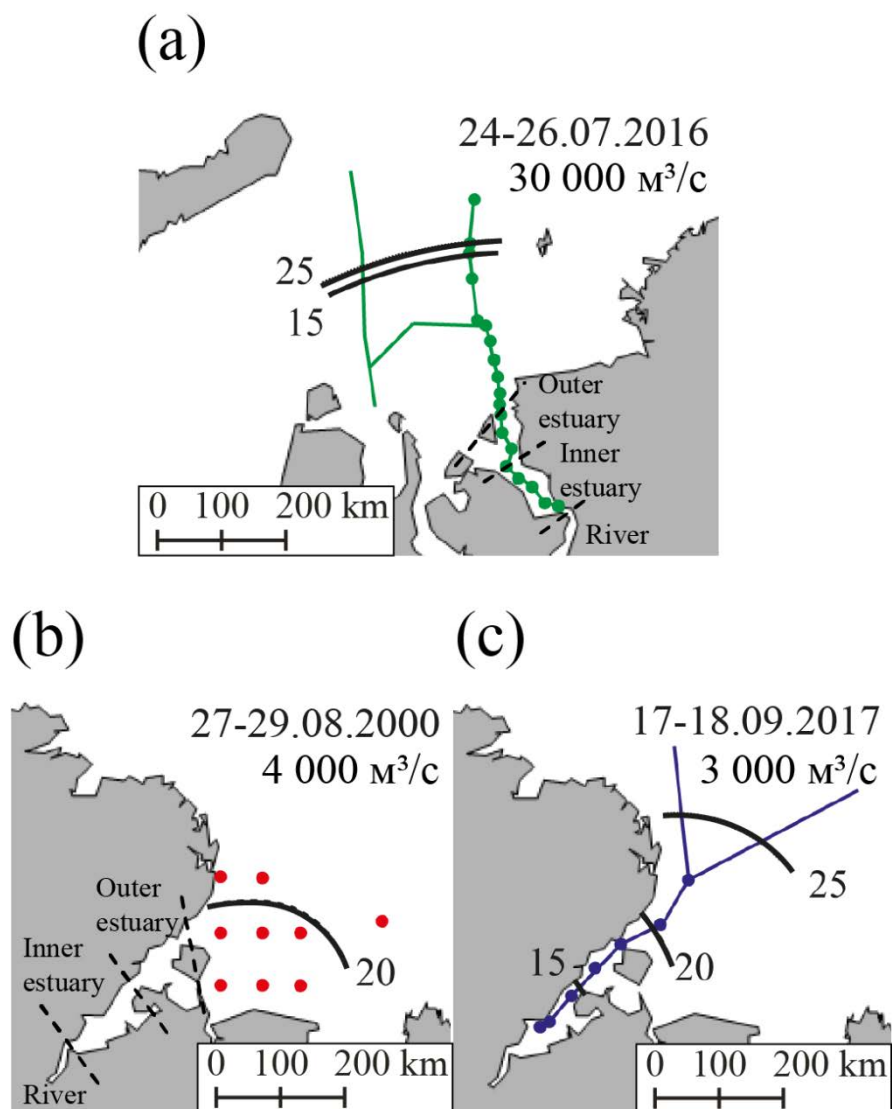 (a)
24-26.07.2016
30 000 м³/с
25
15
Outer
estuary
Inner
estuary
River
0 100 200 km
(b)
27-29.08.2000
4 000 м³/с
Outer
estuary
Inner
estuary
20
River
0 100 200 km
(c)
17-18.09.2017
3 000 м³/с
25
15
20
0 100 200 km